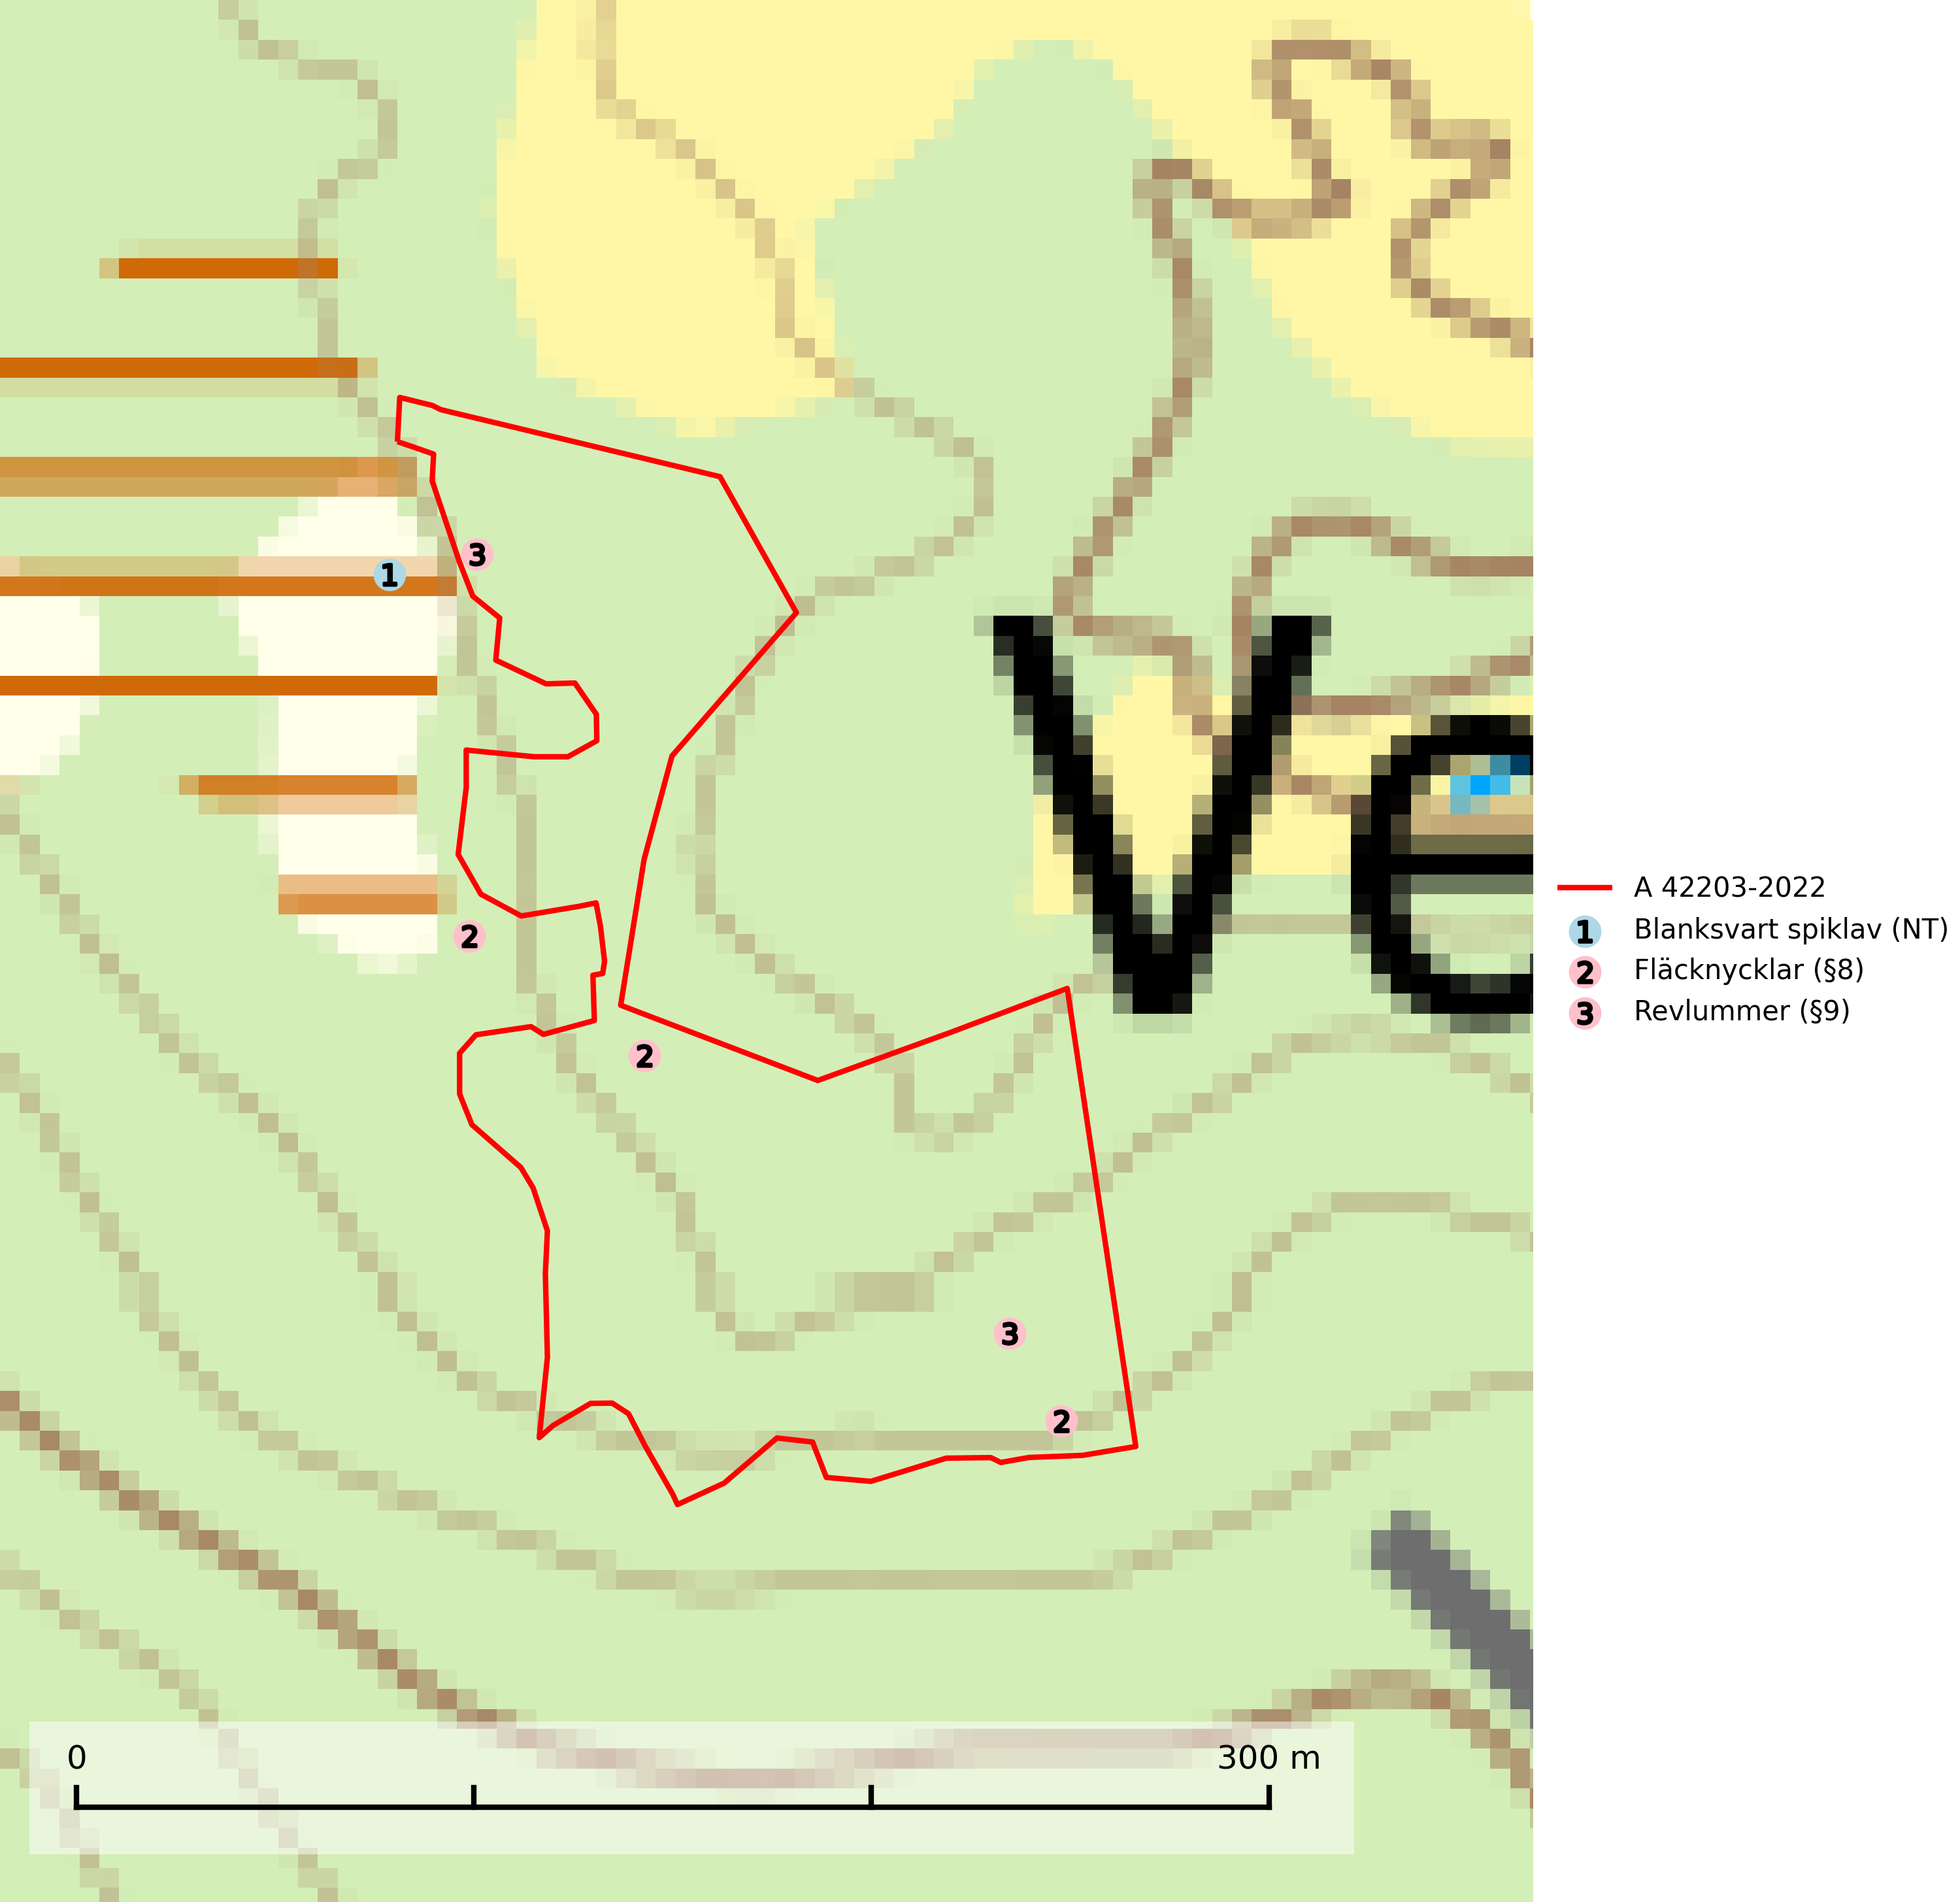 3
1
Ve
2
2
3
2
A 42203-2022
1 Blanksvart spiklav (NT)
2 Fläcknycklar (§8)
3 Revlummer (§9)
0 300 m